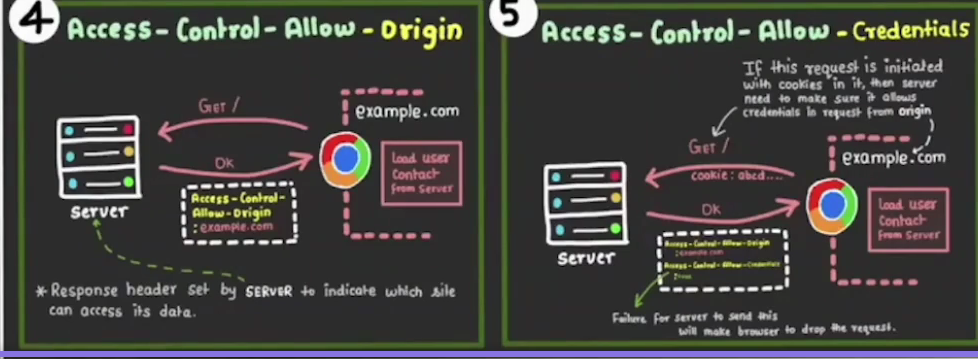 4
Access-Control-Allow-Origin
Get /
example.com
OK
Load user
Contact
from Server
Access-Control-
Allow-Origin
: example.com
SERVER
* Response header set by SERVER to indicate which site
can access its data.
5
Access-Control-Allow-Credentials
If this request is initiated
with cookies in it, then server
need to make sure it allows
credentials in request from origin
Get /
example.com
cookie: abcd....
OK
Load user
Contact
from Server
Access-Control-Allow-Origin
: example.com
Access-Control-Allow-Credentials
: true
SERVER
Failure for server to send this
will make browser to drop the request.